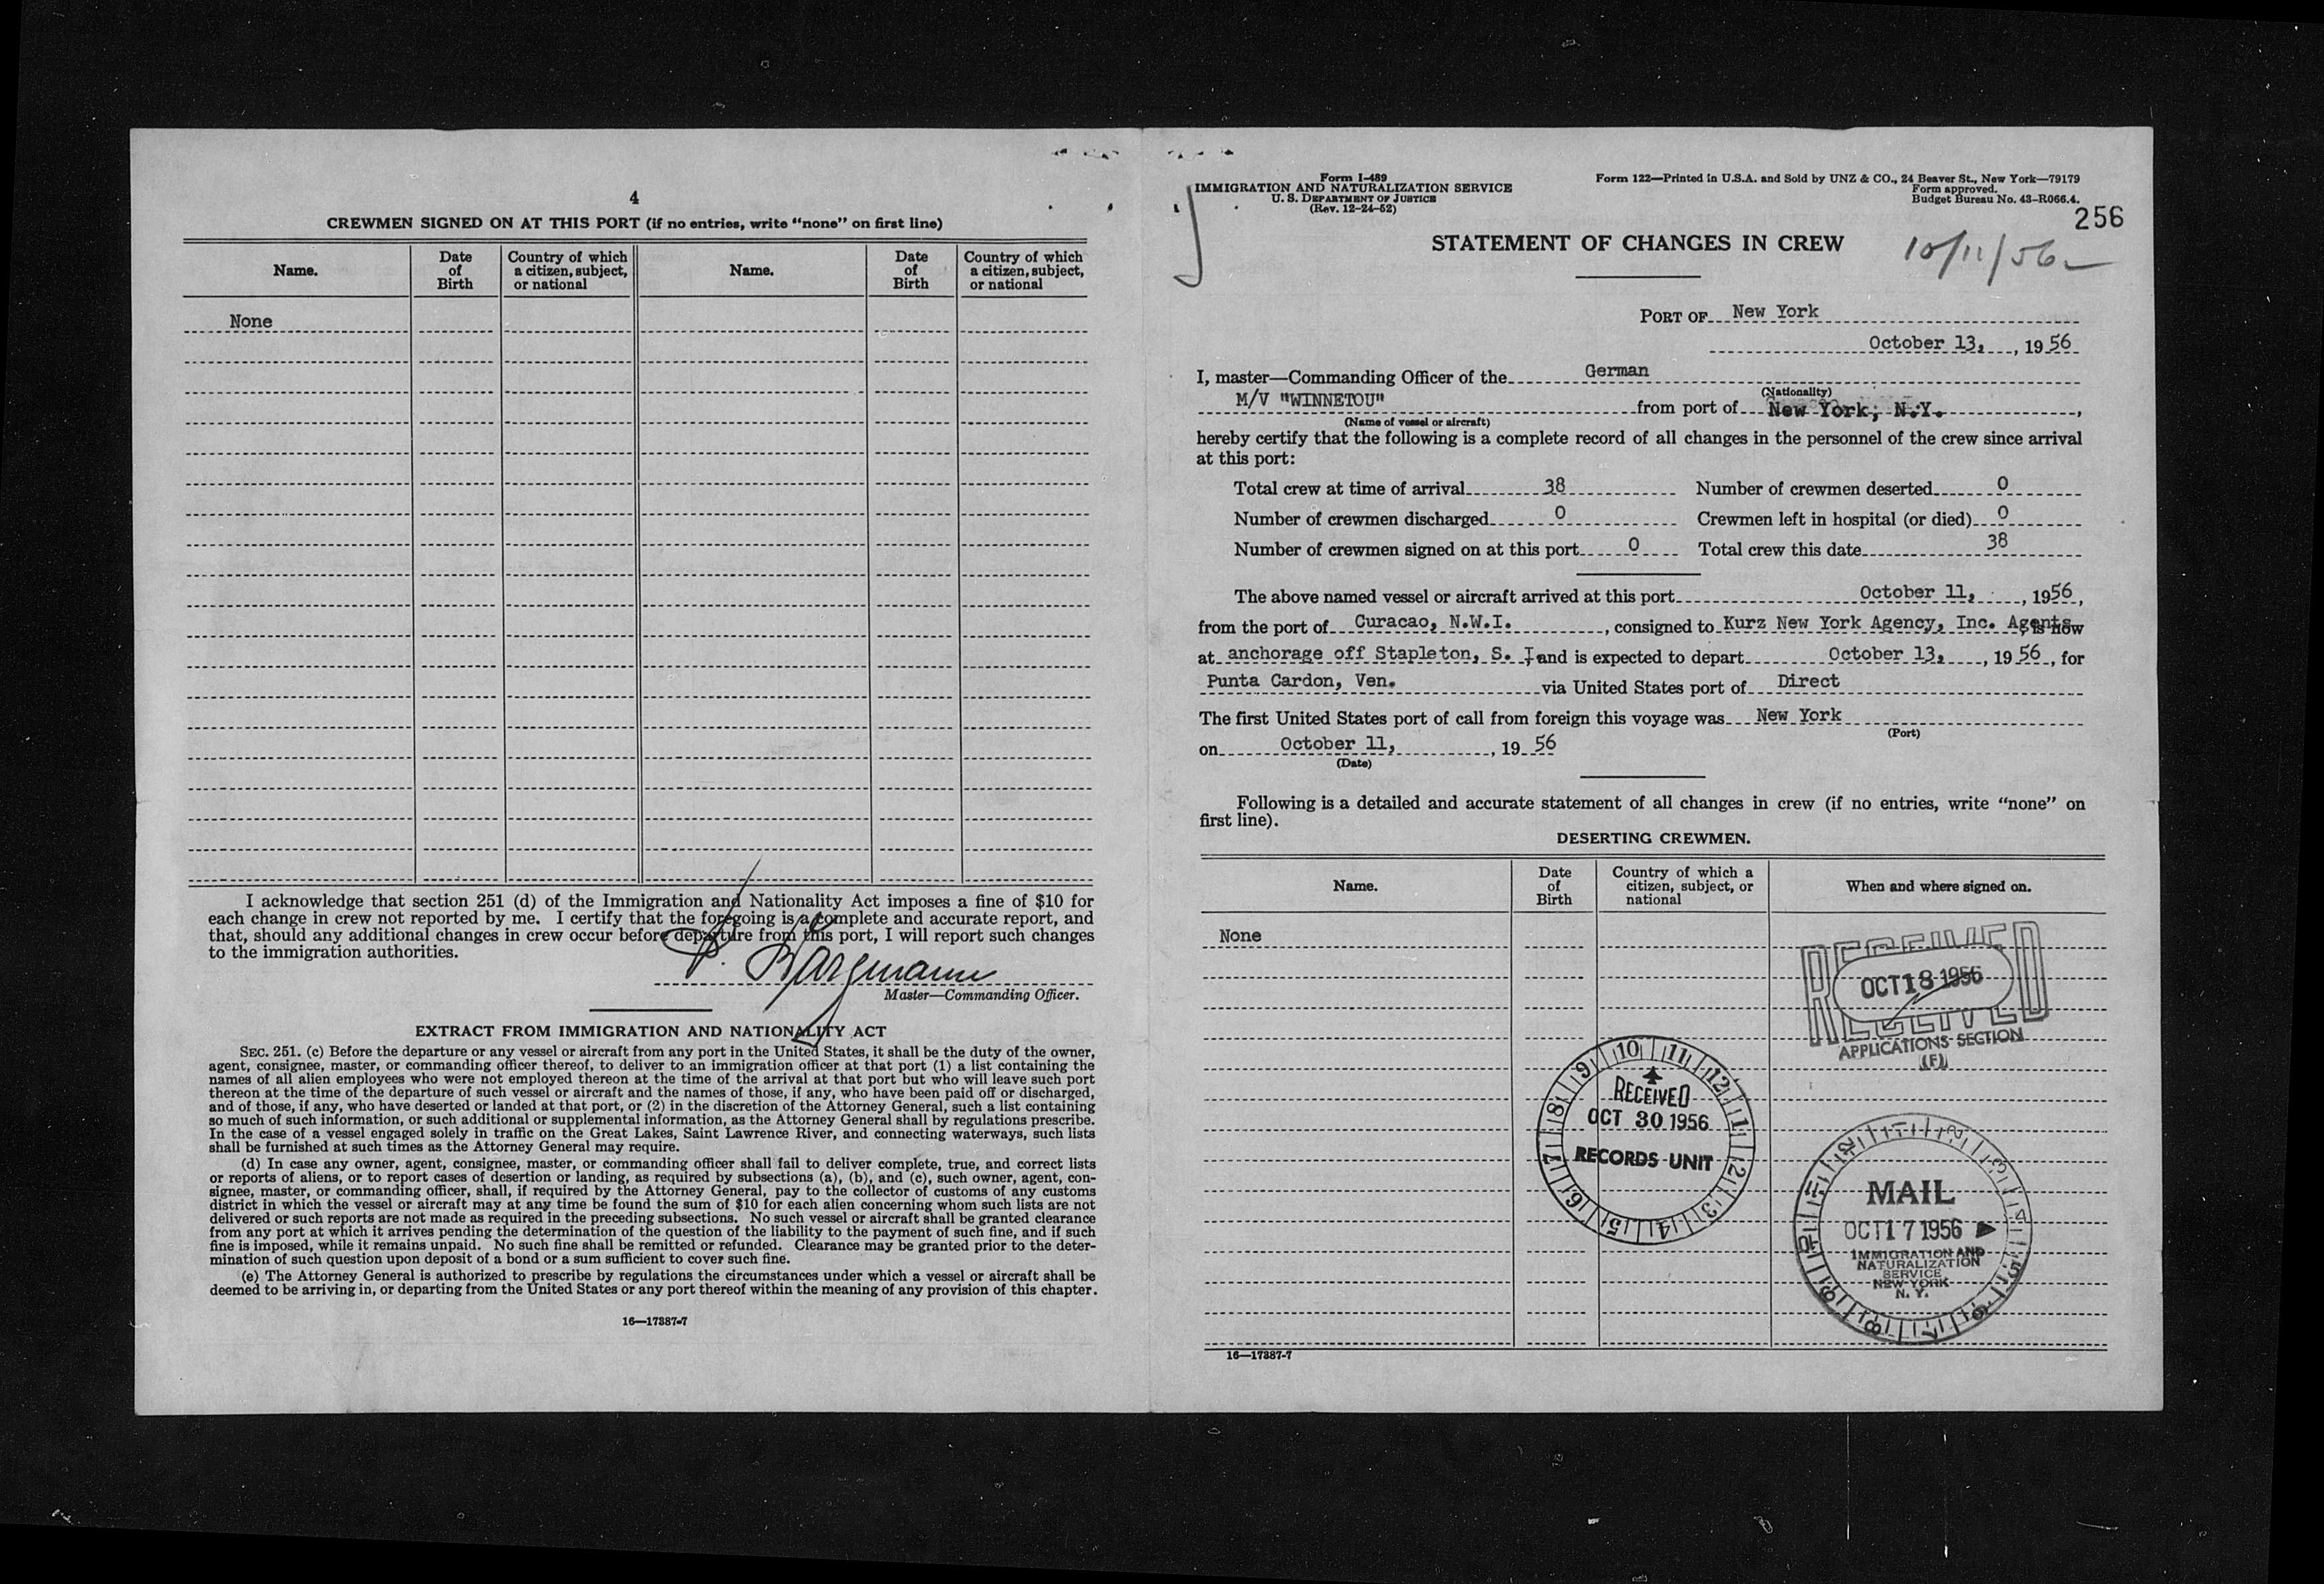 4
CREWMEN SIGNED ON AT THIS PORT (if no entries, write "none" on first line)
Name.
Date of Birth
Country of which a citizen, subject, or national
Name.
Date of Birth
Country of which a citizen, subject, or national
None
I acknowledge that section 251 (d) of the Immigration and Nationality Act imposes a fine of $10 for
each change in crew not reported by me. I certify that the foregoing is a complete and accurate report, and
that, should any additional changes in crew occur before departure from this port, I will report such changes
to the immigration authorities.
Master—Commanding Officer.
EXTRACT FROM IMMIGRATION AND NATIONALITY ACT
SEC. 251. (c) Before the departure or any vessel or aircraft from any port in the United States, it shall be the duty of the owner,
agent, consignee, master, or commanding officer thereof, to deliver to an immigration officer at that port (1) a list containing the
names of all alien employees who were not employed thereon at the time of the arrival at that port but who will leave such port
thereon at the time of the departure of such vessel or aircraft and the names of those, if any, who have been paid off or discharged,
and of those, if any, who have deserted or landed at that port, or (2) in the discretion of the Attorney General, such a list containing
so much of such information, or such additional or supplemental information, as the Attorney General shall by regulations prescribe.
In the case of a vessel engaged solely in traffic on the Great Lakes, Saint Lawrence River, and connecting waterways, such lists
shall be furnished at such times as the Attorney General may require.
(d) In case any owner, agent, consignee, master, or commanding officer shall fail to deliver complete, true, and correct lists
or reports of aliens, or to report cases of desertion or landing, as required by subsections (a), (b), and (c), such owner, agent, con-
signee, master, or commanding officer, shall, if required by the Attorney General, pay to the collector of customs of any customs
district in which the vessel or aircraft may at any time be found the sum of $10 for each alien concerning whom such lists are not
delivered or such reports are not made as required in the preceding subsections. No such vessel or aircraft shall be granted clearance
from any port at which it arrives pending the determination of the question of the liability to the payment of such fine, and if such
fine is imposed, while it remains unpaid. No such fine shall be remitted or refunded. Clearance may be granted prior to the deter-
mination of such question upon deposit of a bond or a sum sufficient to cover such fine.
(e) The Attorney General is authorized to prescribe by regulations the circumstances under which a vessel or aircraft shall be
deemed to be arriving in, or departing from the United States or any port thereof within the meaning of any provision of this chapter.
16—17887-7
Form I-489
IMMIGRATION AND NATURALIZATION SERVICE
U. S. DEPARTMENT OF JUSTICE
(Rev. 12-24-52)
Form 122—Printed in U.S.A. and Sold by UNZ & CO., 24 Beaver St., New York—79179
Form approved.
Budget Bureau No. 43-R066.4.
256
STATEMENT OF CHANGES IN CREW
10/11/56
PORT OF New York
October 13, , 19 56
I, master—Commanding Officer of the German
(Nationality)
M/V "WINNETOU" from port of New York, N.Y. ,
(Name of vessel or aircraft)
hereby certify that the following is a complete record of all changes in the personnel of the crew since arrival
at this port:
Total crew at time of arrival 38 Number of crewmen deserted 0
Number of crewmen discharged 0 Crewmen left in hospital (or died) 0
Number of crewmen signed on at this port 0 Total crew this date 38
The above named vessel or aircraft arrived at this port October 11, , 1956,
from the port of Curacao, N.W.I. , consigned to Kurz New York Agency, Inc. Agents, is now
at anchorage off Stapleton, S. I, and is expected to depart October 13, , 19 56, for
Punta Cardon, Ven. via United States port of Direct
The first United States port of call from foreign this voyage was New York
(Port)
on October 11, , 19 56
(Date)
Following is a detailed and accurate statement of all changes in crew (if no entries, write "none" on
first line).
DESERTING CREWMEN.
Name.
Date of Birth
Country of which a citizen, subject, or national
When and where signed on.
None
RECEIVED
OCT 18 1956
RECEIVED
APPLICATIONS SECTION
(F)
10 11 12 1 2 3 4 5 6 7 8 9
RECEIVED
OCT 30 1956
RECORDS UNIT
MAIL
OCT 17 1956
IMMIGRATION AND
NATURALIZATION
SERVICE
NEW YORK
N. Y.
16—17887-7